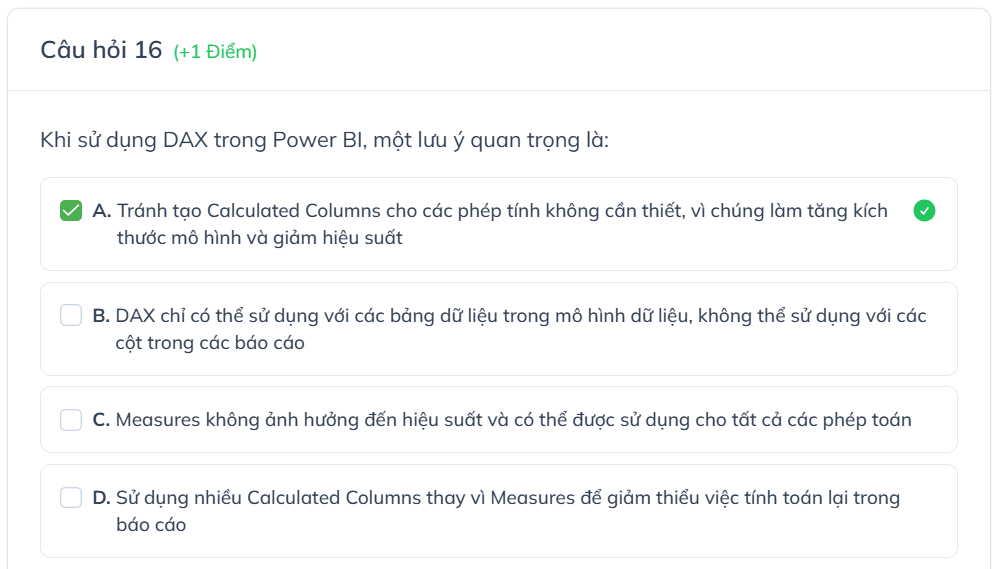 Câu hỏi 16 (+1 Điểm)
Khi sử dụng DAX trong Power BI, một lưu ý quan trọng là:
A. Tránh tạo Calculated Columns cho các phép tính không cần thiết, vì chúng làm tăng kích
thước mô hình và giảm hiệu suất
B. DAX chỉ có thể sử dụng với các bảng dữ liệu trong mô hình dữ liệu, không thể sử dụng với các
cột trong các báo cáo
C. Measures không ảnh hưởng đến hiệu suất và có thể được sử dụng cho tất cả các phép toán
D. Sử dụng nhiều Calculated Columns thay vì Measures để giảm thiểu việc tính toán lại trong
báo cáo